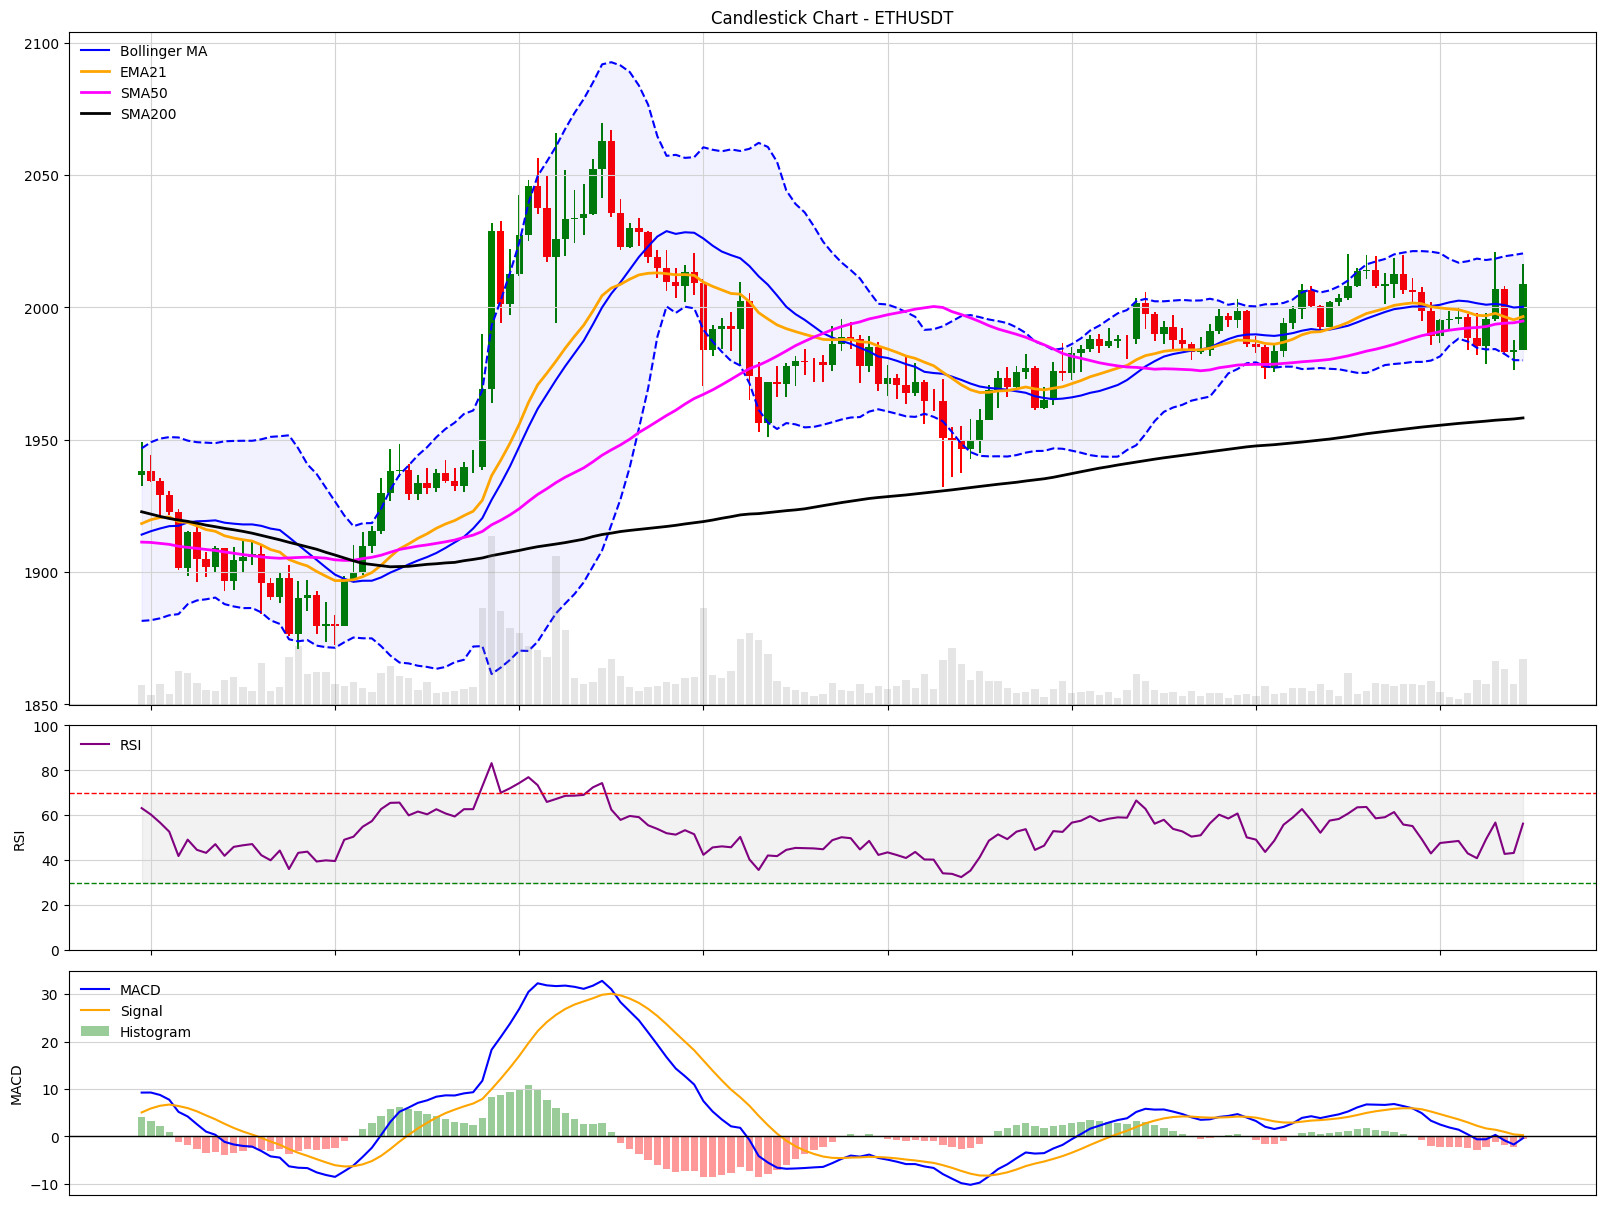 Candlestick Chart - ETHUSDT
2100
2050
2000
1950
1900
1850
Bollinger MA
EMA21
SMA50
SMA200
100
80
60
40
20
0
RSI
RSI
30
20
10
0
−10
MACD
MACD
Signal
Histogram